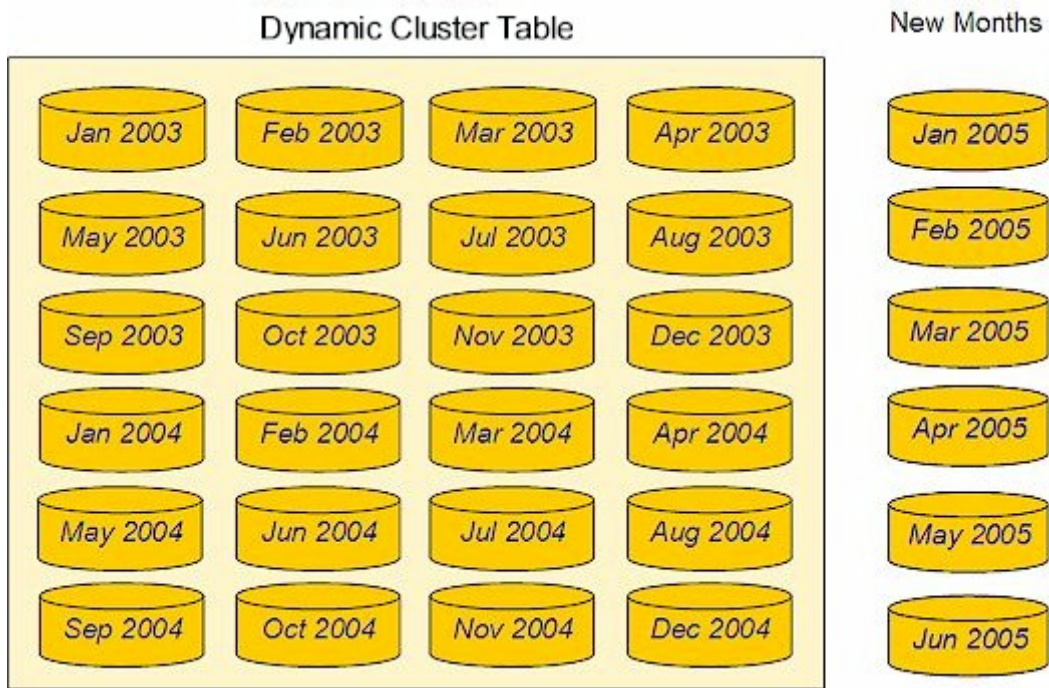 Dynamic Cluster Table
New Months
Jan 2003
Feb 2003
Mar 2003
Apr 2003
Jan 2005
May 2003
Jun 2003
Jul 2003
Aug 2003
Feb 2005
Sep 2003
Oct 2003
Nov 2003
Dec 2003
Mar 2005
Jan 2004
Feb 2004
Mar 2004
Apr 2004
Apr 2005
May 2004
Jun 2004
Jul 2004
Aug 2004
May 2005
Sep 2004
Oct 2004
Nov 2004
Dec 2004
Jun 2005